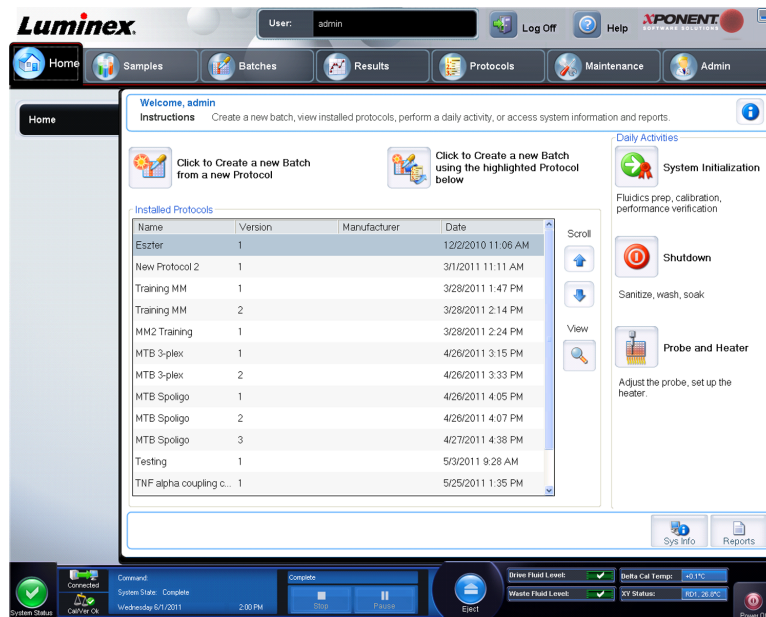 Luminex.
User: admin
Log Off
Help
XPONENT.
SOFTWARE SOLUTIONS
Home
Samples
Batches
Results
Protocols
Maintenance
Admin
Home
Welcome, admin
Instructions Create a new batch, view installed protocols, perform a daily activity, or access system information and reports.
Click to Create a new Batch
from a new Protocol
Click to Create a new Batch
using the highlighted Protocol
below
Installed Protocols
Name Version Manufacturer Date
Eszter 1 12/2/2010 11:06 AM
New Protocol 2 1 3/1/2011 11:11 AM
Training MM 1 3/28/2011 1:47 PM
Training MM 2 3/28/2011 2:14 PM
MM2 Training 1 3/28/2011 2:24 PM
MTB 3-plex 1 4/26/2011 3:15 PM
MTB 3-plex 2 4/26/2011 3:33 PM
MTB Spoligo 1 4/26/2011 4:05 PM
MTB Spoligo 2 4/26/2011 4:07 PM
MTB Spoligo 3 4/27/2011 4:38 PM
Testing 1 5/3/2011 9:28 AM
TNF alpha coupling c... 1 5/25/2011 1:35 PM
Scroll
View
Daily Activities
System Initialization
Fluidics prep, calibration,
performance verification
Shutdown
Sanitize, wash, soak
Probe and Heater
Adjust the probe, set up the
heater.
Sys Info
Reports
System Status
Connected
Cal/Ver Ok
Command:
System State: Complete
Wednesday 6/1/2011 2:00 PM
Complete
Stop
Pause
Eject
Drive Fluid Level:
Waste Fluid Level:
Delta Cal Temp: +0.1°C
XY Status: RD1, 26.8°C